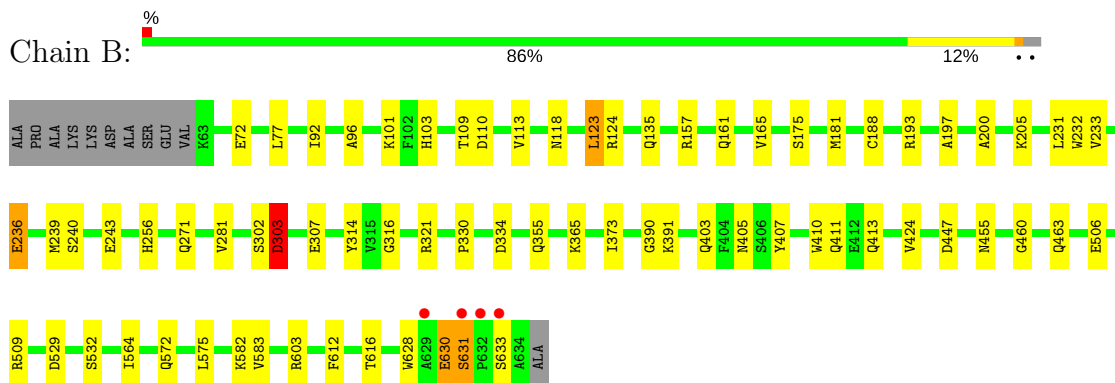 %
Chain B:
86% 12% • •
ALA PRO ALA LYS LYS ASP ALA SER GLU VAL K63 E72 L77 I92 A96 K101 F102 H103 T109 D110 V113 N118 L123 R124 Q135 R157 Q161 V165 S175 M181 C188 R193 A197 A200 K205 L231 W232 V233
E236 M239 S240 E243 H256 Q271 V281 S302 D303 E307 Y314 V315 G316 R321 P330 D334 Q355 K365 I373 G390 K391 Q403 F404 N405 S406 Y407 W410 Q411 E412 Q413 V424 D447 N455 G460 Q463 E506
R509 D529 S532 I564 Q572 L575 K582 V583 R603 F612 T616 W628 A629 E630 S631 P632 S633 A634 ALA